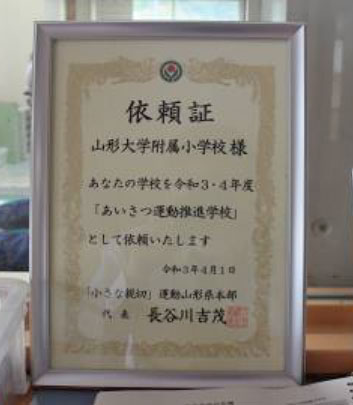 依頼証
山形大学附属小学校様
あなたの学校を令和3・4年度
「あいさつ運動推進学校」
として依頼いたします
令和3年4月1日
「小さな親切」運動山形県本部
代表 長谷川吉茂